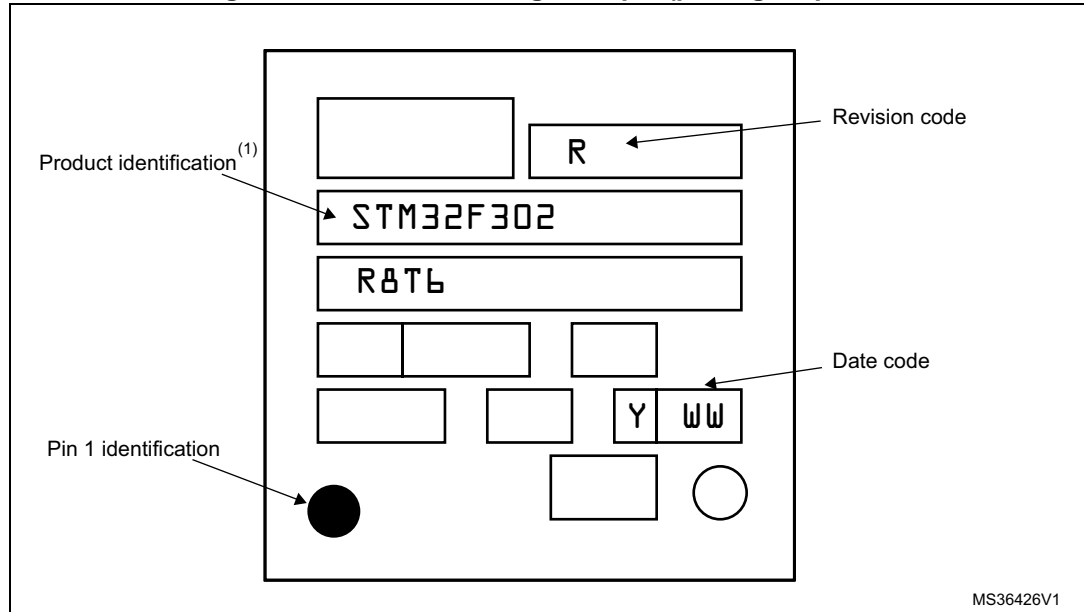 Revision code
R
Product identification(1)
STM32F302
R8T6
Date code
Y WW
Pin 1 identification
MS36426V1